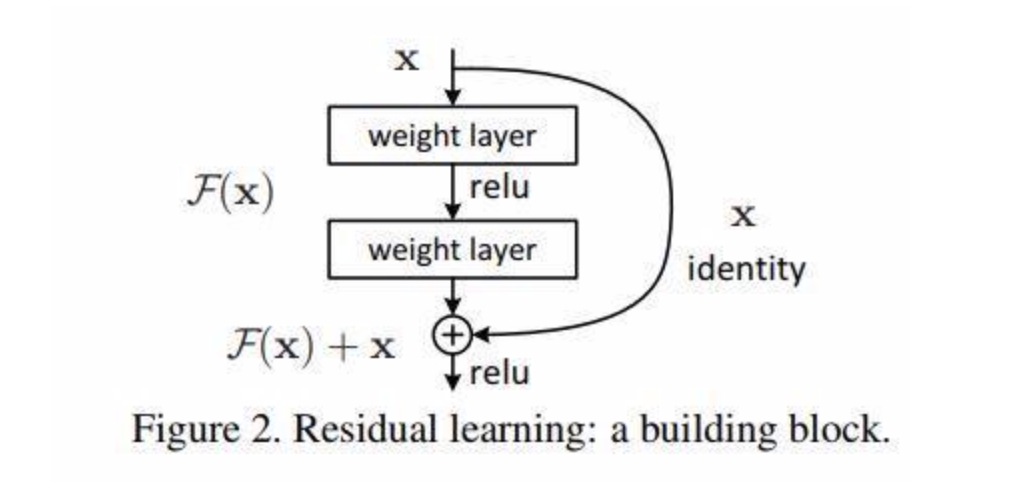 x
weight layer
relu
F(x)
x
weight layer
identity
F(x) + x
+
relu
Figure 2. Residual learning: a building block.